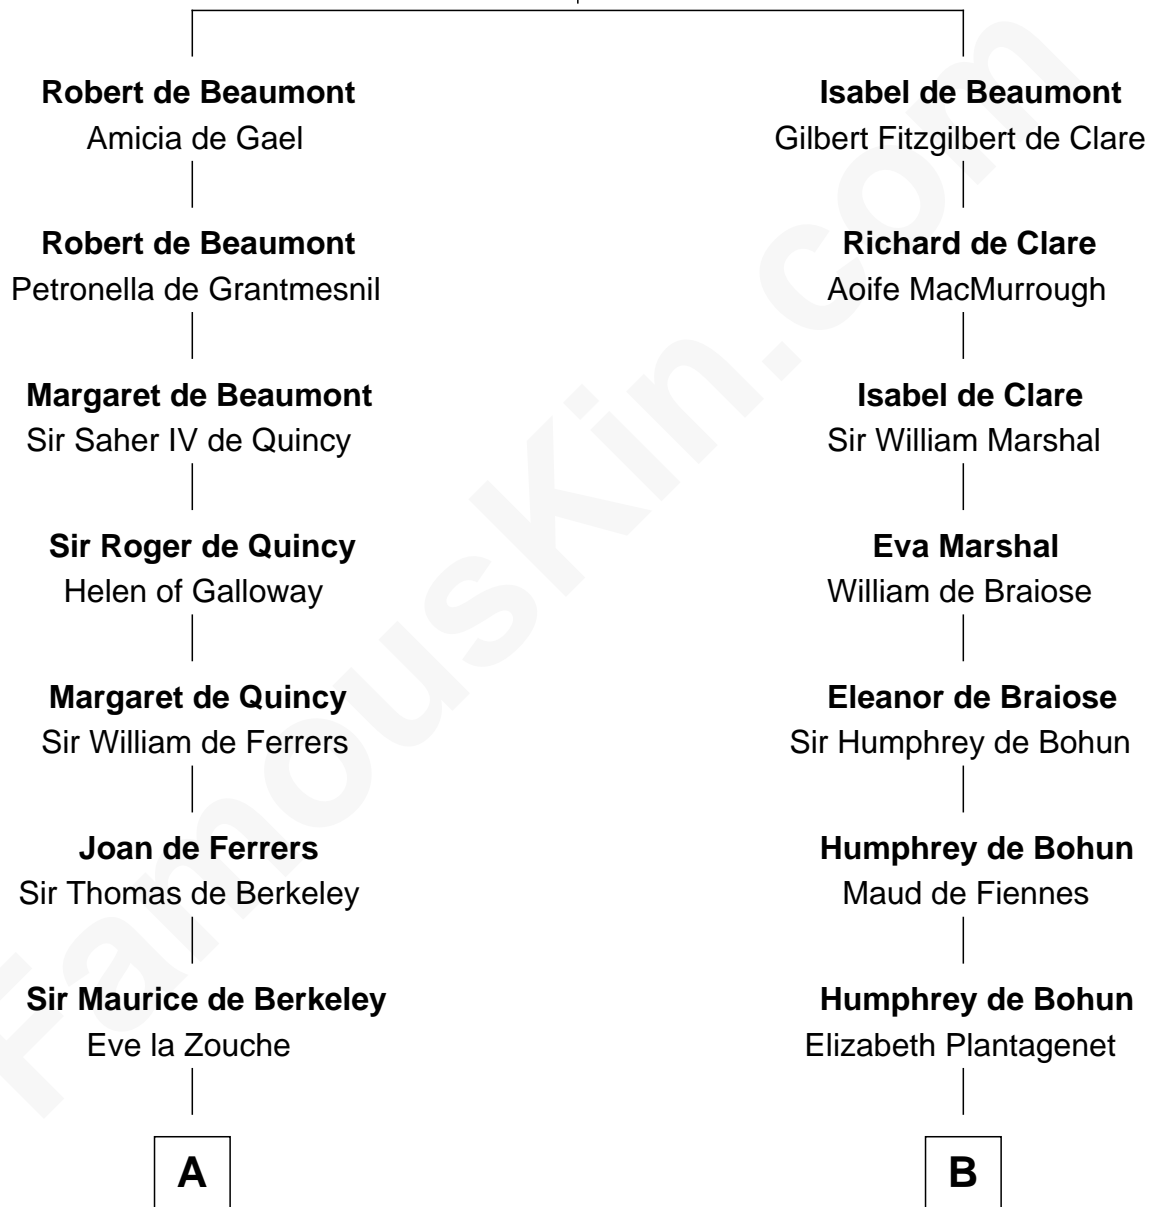 Robert de Beaumont
Amicia de Gael
Robert de Beaumont
Petronella de Grantmesnil
Margaret de Beaumont
Sir Saher IV de Quincy
Sir Roger de Quincy
Helen of Galloway
Margaret de Quincy
Sir William de Ferrers
Joan de Ferrers
Sir Thomas de Berkeley
Sir Maurice de Berkeley
Eve la Zouche
A
Isabel de Beaumont
Gilbert Fitzgilbert de Clare
Richard de Clare
Aoife MacMurrough
Isabel de Clare
Sir William Marshal
Eva Marshal
William de Braiose
Eleanor de Braiose
Sir Humphrey de Bohun
Humphrey de Bohun
Maud de Fiennes
Humphrey de Bohun
Elizabeth Plantagenet
B
FamousKin.com